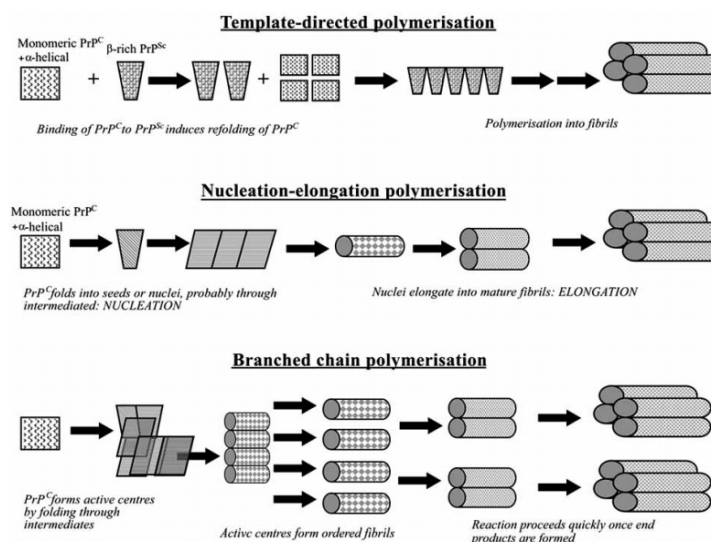 Template-directed polymerisation
Monomeric PrPC
+α-helical
β-rich PrPSc
+
+
Binding of PrPC to PrPSc induces refolding of PrPC
Polymerisation into fibrils
Nucleation-elongation polymerisation
Monomeric PrPC
+α-helical
PrPC folds into seeds or nuclei, probably through
intermediated: NUCLEATION
Nuclei elongate into mature fibrils: ELONGATION
Branched chain polymerisation
PrPC forms active centres
by folding through
intermediates
Active centres form ordered fibrils
Reaction proceeds quickly once end
products are formed